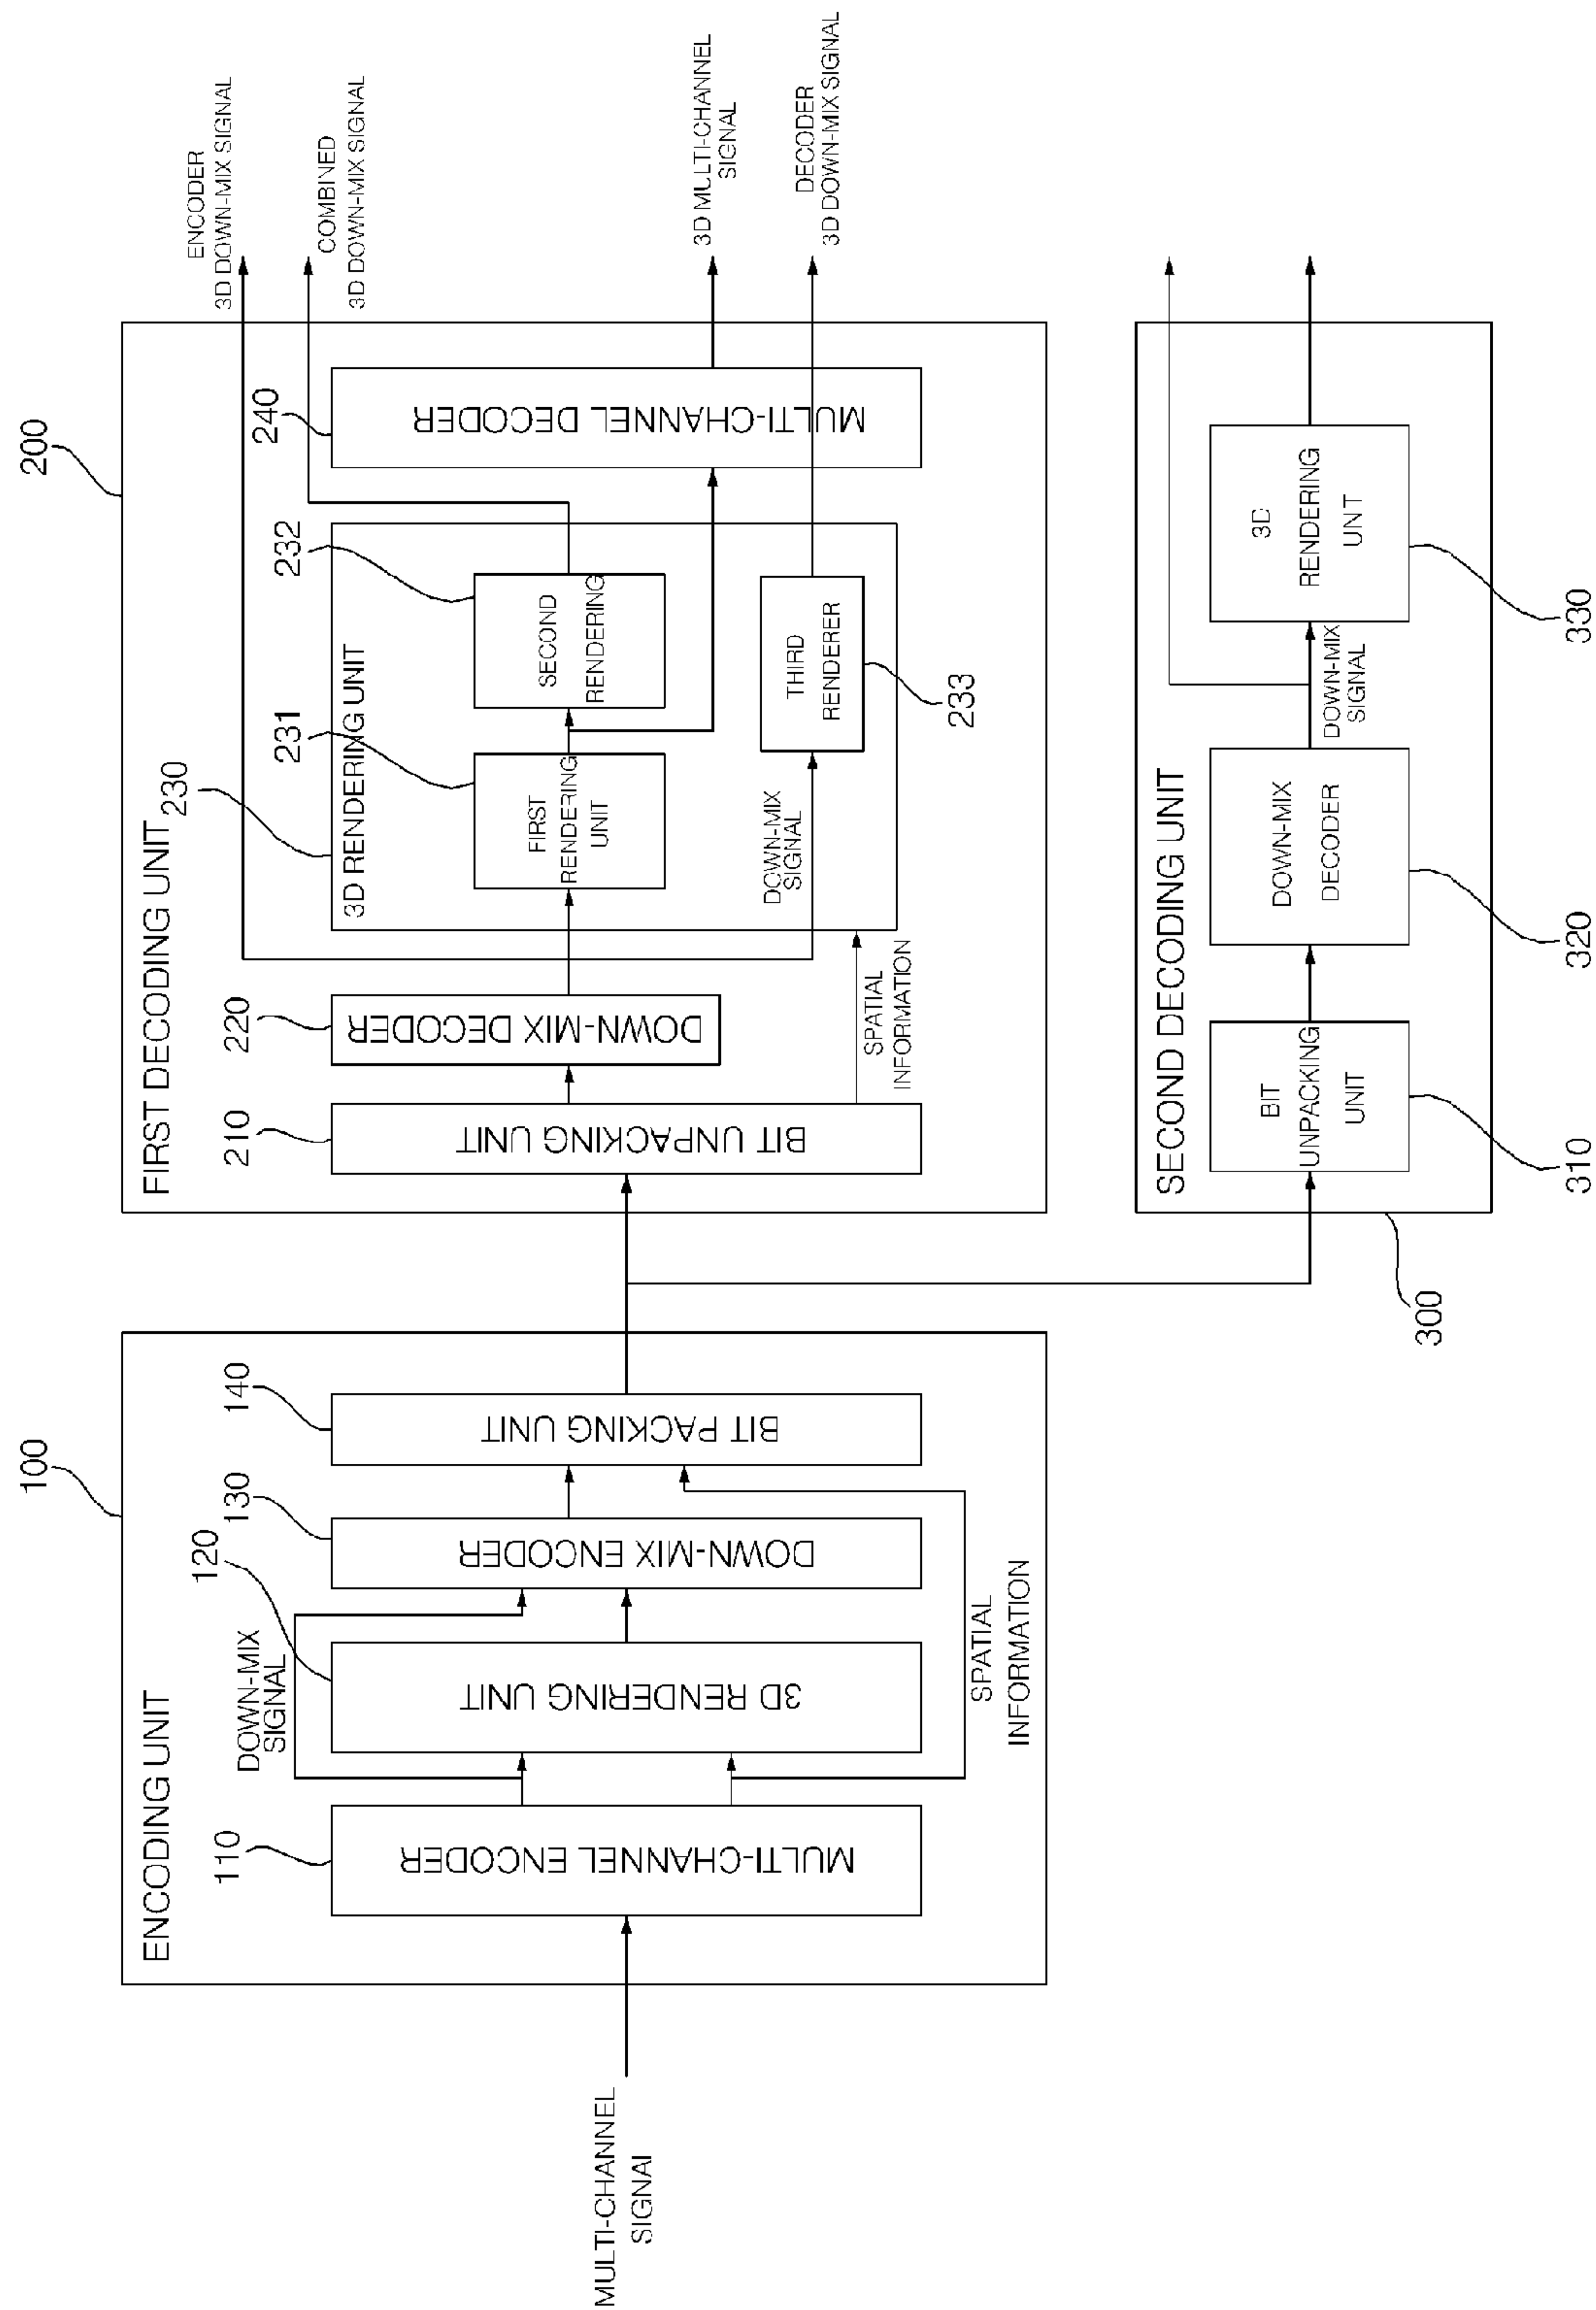 MULTI-CHANNEL
SIGNAI
ENCODING UNIT
100
110
MULTI-CHANNEL ENCODER
DOWN-MIX
SIGNAL
120
3D RENDERING UNIT
130
DOWN-MIX ENCODER
140
BIT PACKING UNIT
SPATIAL
INFORMATION
FIRST DECODING UNIT
200
210
BIT UNPACKING UNIT
220
DOWN-MIX DECODER
SPATIAL
INFORMATION
230
3D RENDERING UNIT
231
FIRST
RENDERING
UNIT
232
SECOND
RENDERING
DOWN-MIX
SIGNAL
THIRD
RENDERER
233
240
MULTI-CHANNEL DECODER
ENCODER
3D DOWN-MIX SIGNAL
COMBINED
3D DOWN-MIX SIGNAL
3D MULTI-CHANNEL
SIGNAL
DECODER
3D DOWN-MIX SIGNAL
SECOND DECODING UNIT
300
BIT
UNPACKING
UNIT
310
DOWN-MIX
DECODER
320
DOWN-MIX
SIGNAL
3D
RENDERING
UNT
330